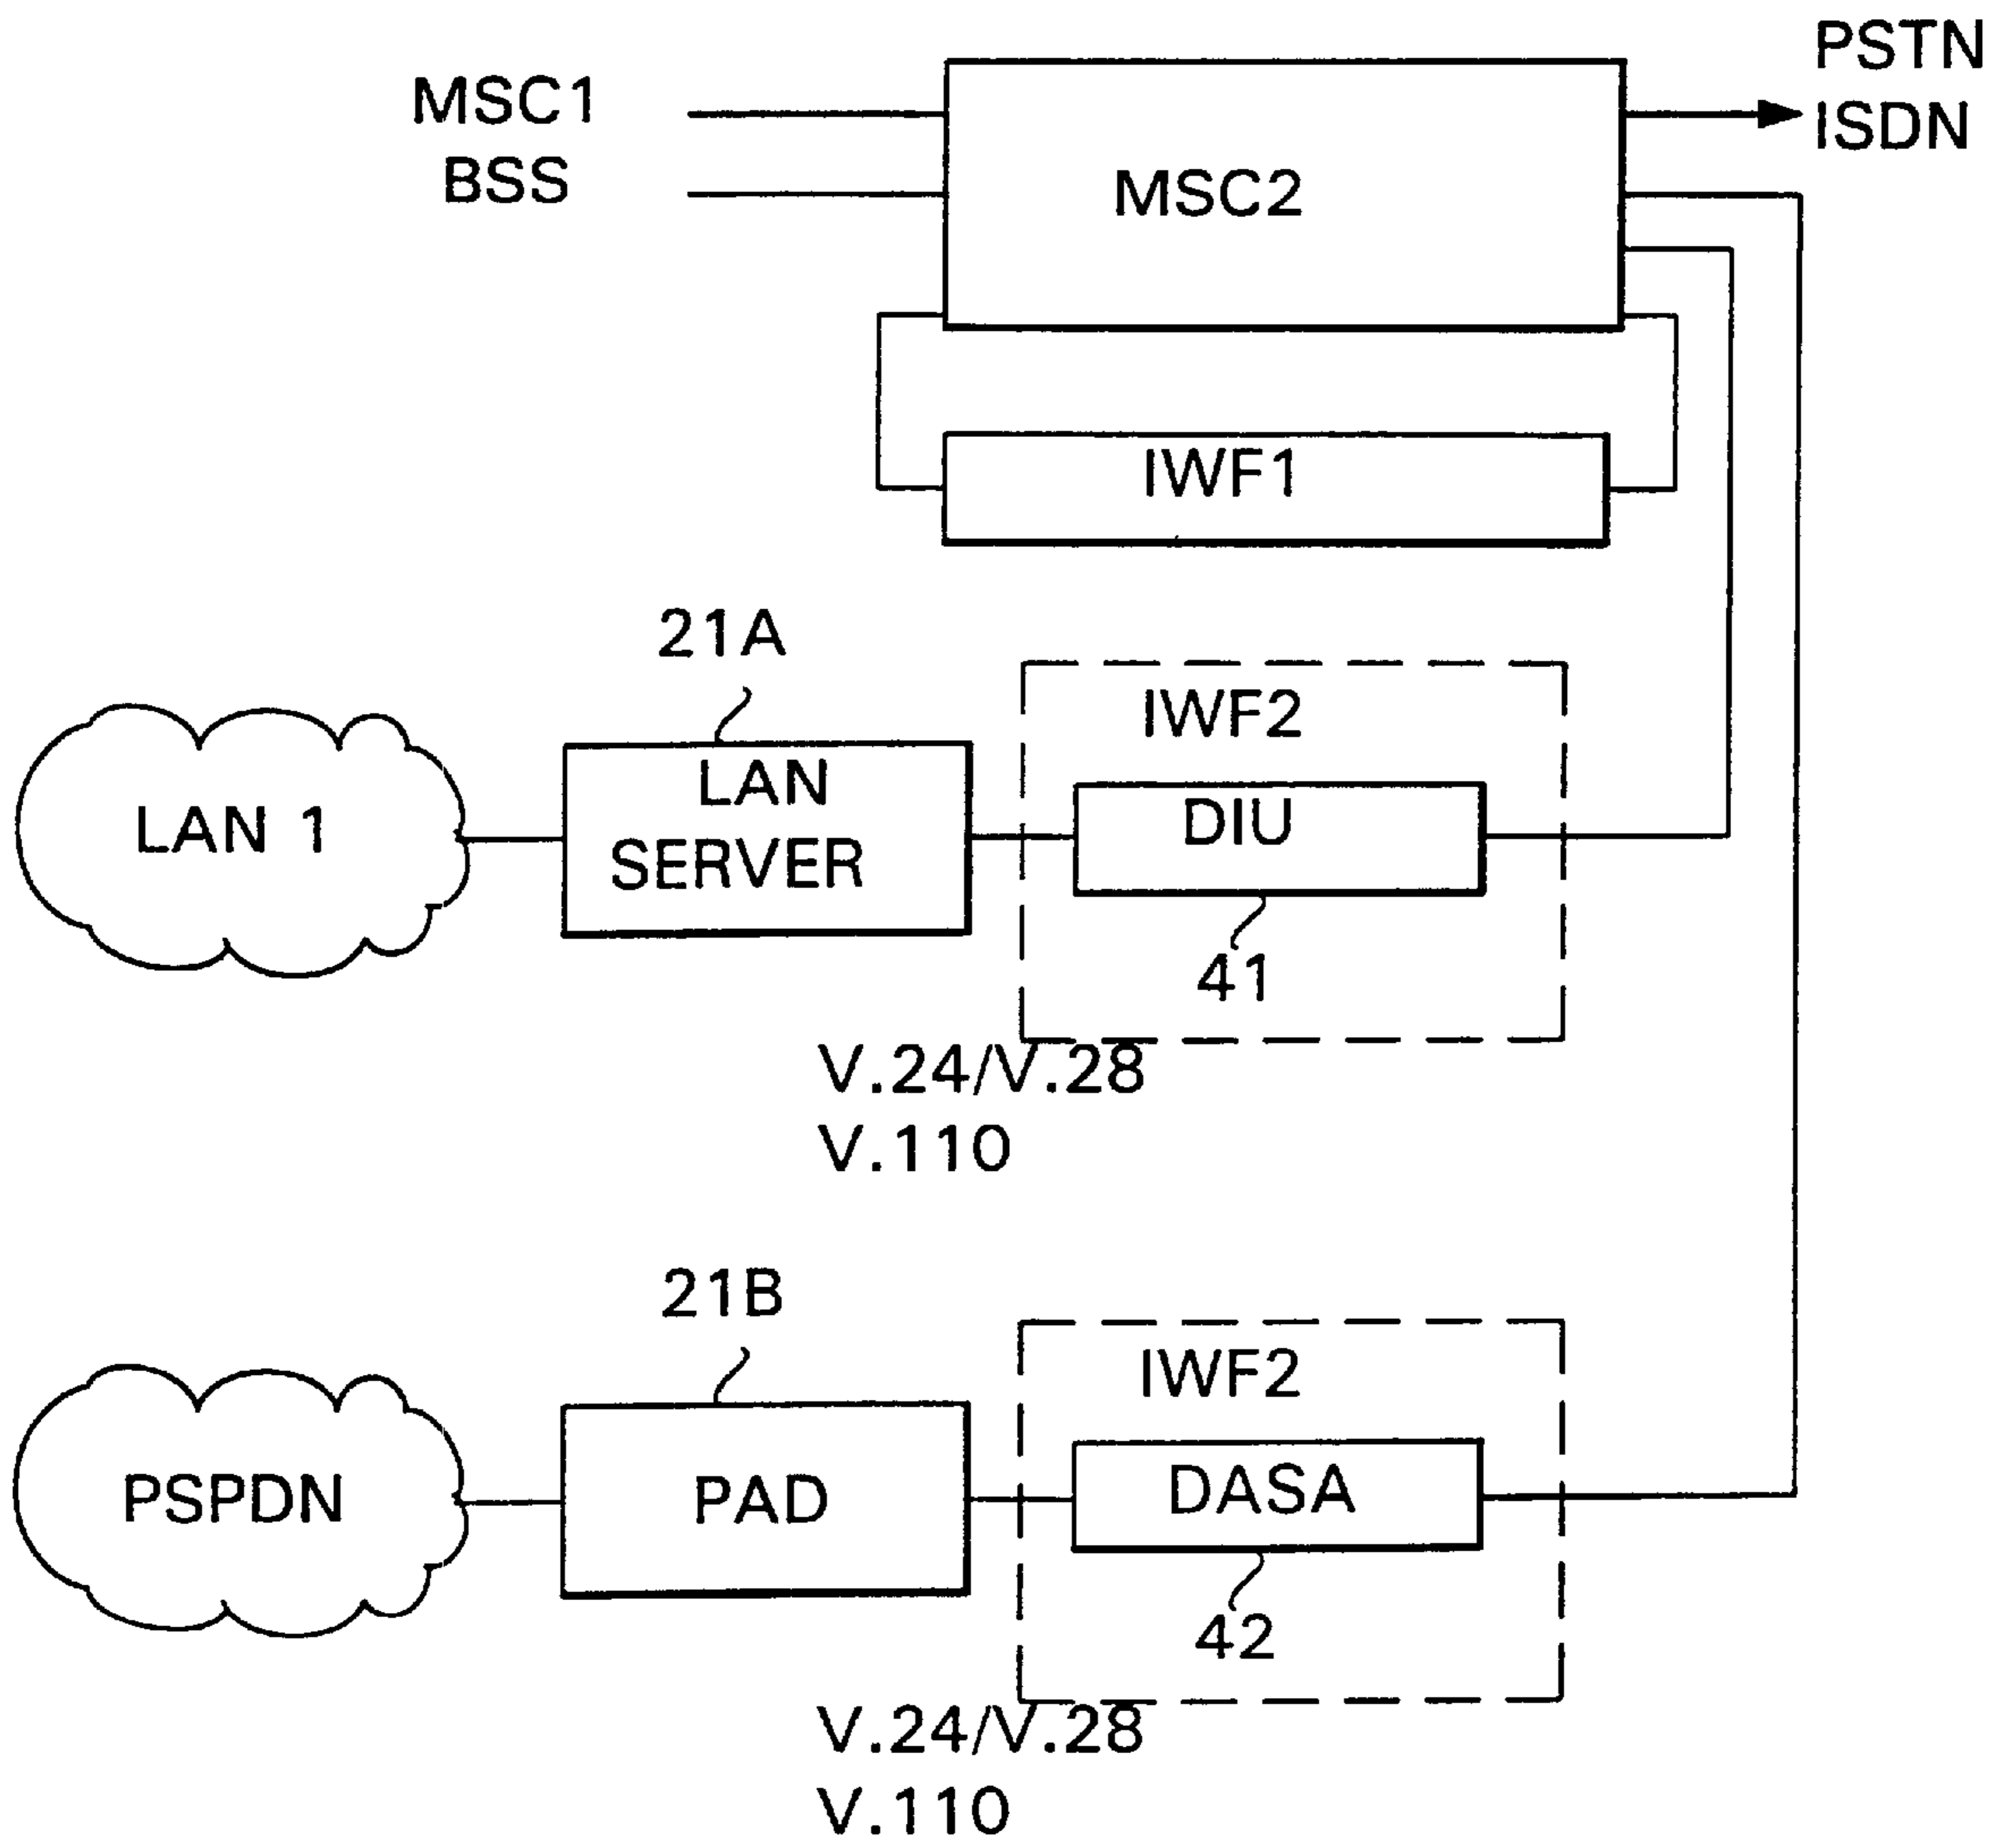 PSTN
ISDN
MSC1
BSS
MSC2
IWF1
21A
IWF2
LAN 1
LAN
SERVER
DIU
41
V.24/V.28
V.110
21B
IWF2
PSPDN
PAD
DASA
42
V.24/V.28
V.110